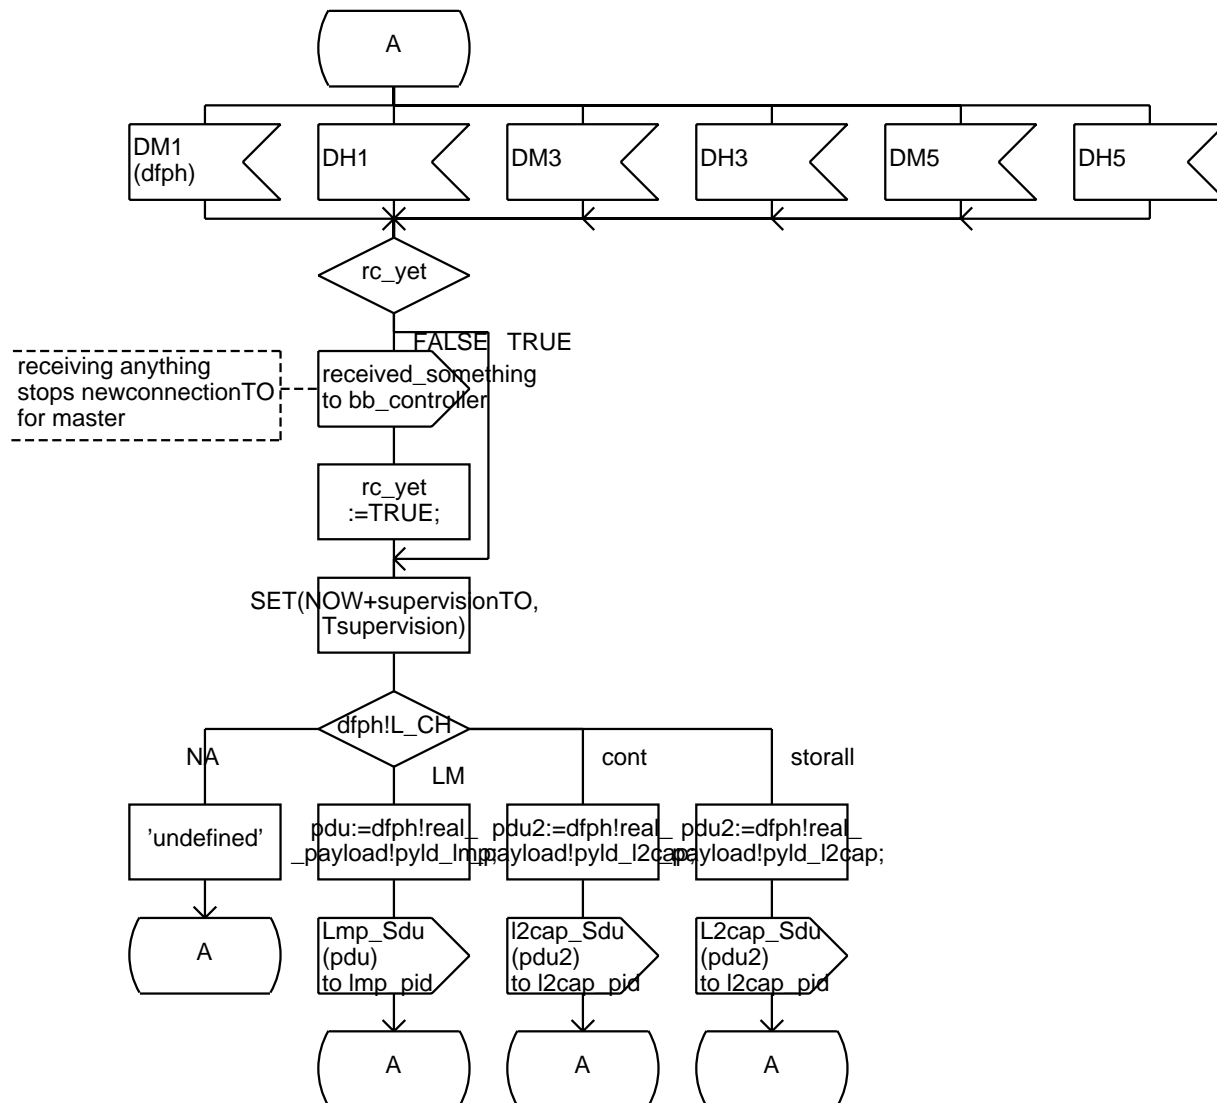 A
DM1
(dfph)
DH1
DM3
DH3
DM5
DH5
rc_yet
FALSE
TRUE
receiving anything
stops newconnectionTO
for master
received_something
to bb_controller
rc_yet
:=TRUE;
SET(NOW+supervisionTO,
Tsupervision)
dfph!L_CH
NA
LM
cont
storall
'undefined'
pdu:=dfph!real_
_payload!pyld_lmp;
pdu2:=dfph!real_
_payload!pyld_l2cap;
pdu2:=dfph!real_
_payload!pyld_l2cap;
A
Lmp_Sdu
(pdu)
to lmp_pid
l2cap_Sdu
(pdu2)
to l2cap_pid
L2cap_Sdu
(pdu2)
to l2cap_pid
A
A
A